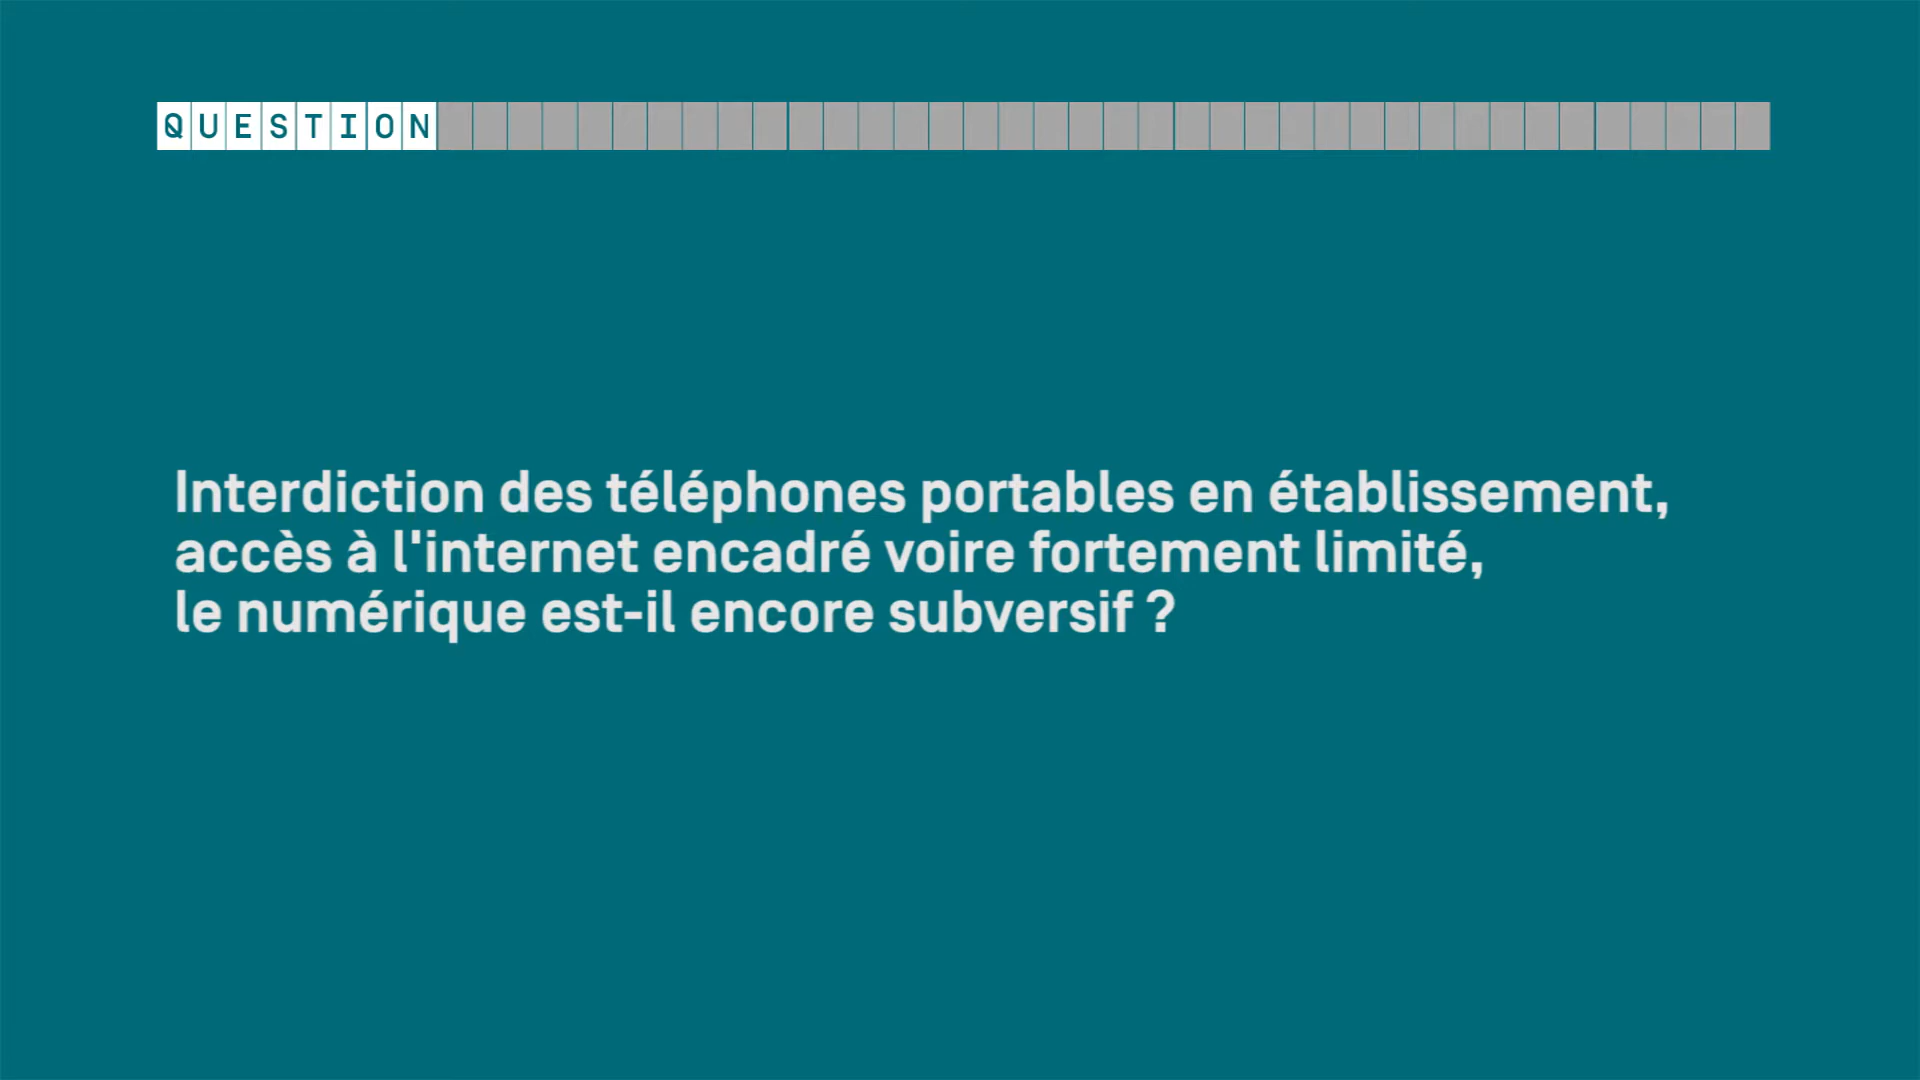 QUESTION
Interdiction des téléphones portables en établissement,
accès à l'internet encadré voire fortement limité,
le numérique est-il encore subversif ?